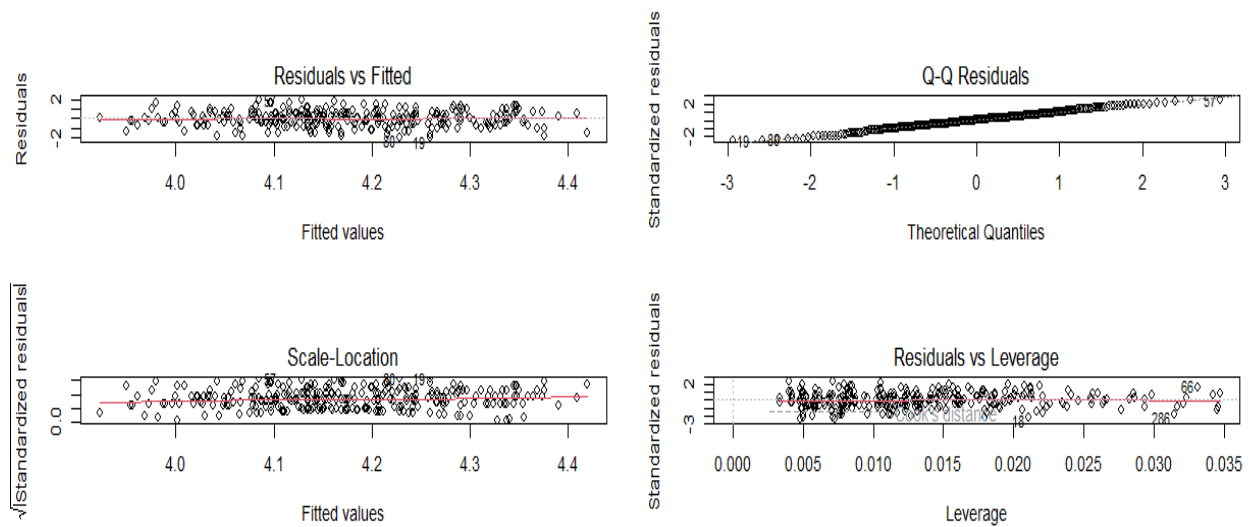 Residuals vs Fitted
Residuals
2
-2
57
80
19
4.0 4.1 4.2 4.3 4.4
Fitted values
Q-Q Residuals
Standardized residuals
2
-2
19
80
57
-3 -2 -1 0 1 2 3
Theoretical Quantiles
Scale-Location
√|Standardized residuals|
0.0
57
80
19
4.0 4.1 4.2 4.3 4.4
Fitted values
Residuals vs Leverage
Standardized residuals
2
-3
66
Cook's distance
18
286
0.000 0.005 0.010 0.015 0.020 0.025 0.030 0.035
Leverage